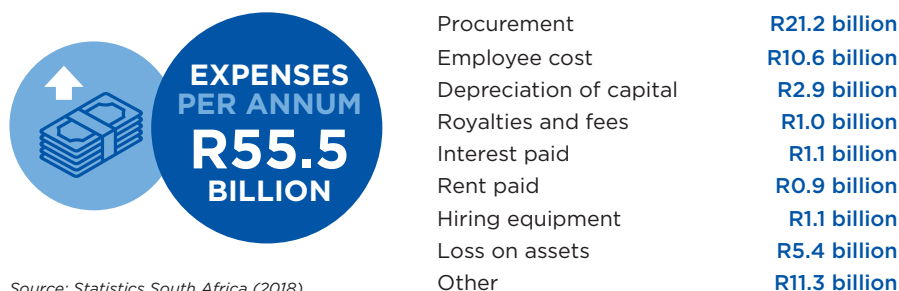 EXPENSES
PER ANNUM
R55.5
BILLION
Source: Statistics South Africa (2018)
Procurement R21.2 billion
Employee cost R10.6 billion
Depreciation of capital R2.9 billion
Royalties and fees R1.0 billion
Interest paid R1.1 billion
Rent paid R0.9 billion
Hiring equipment R1.1 billion
Loss on assets R5.4 billion
Other R11.3 billion